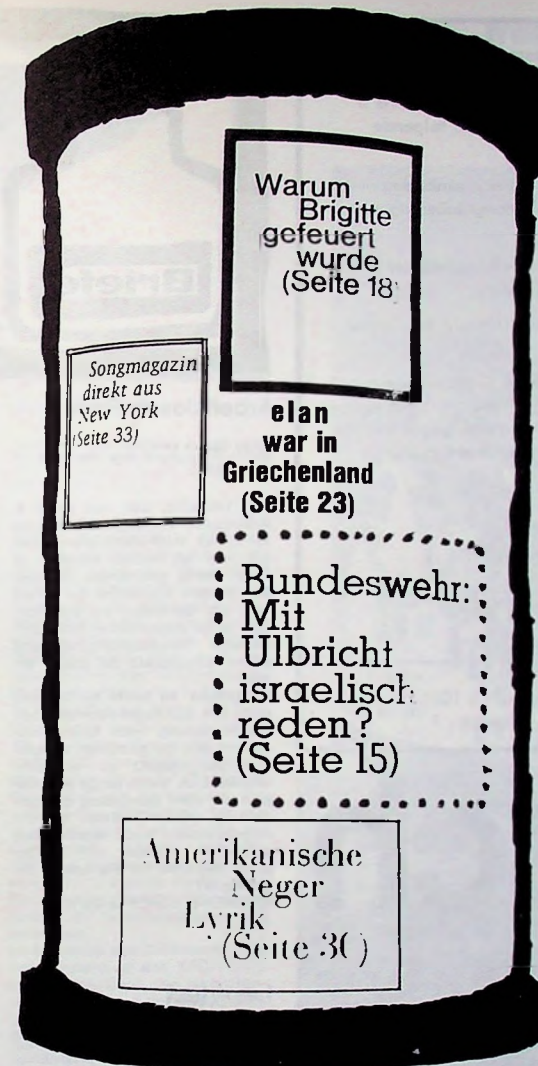 Warum
Brigitte
gefeuert
wurde
(Seite 18)
Songmagazin
direkt aus
New York
(Seite 33)
elan
war in
Griechenland
(Seite 23)
Bundeswehr:
Mit
Ulbricht
israelisch
reden?
(Seite 15)
Amerikanische
Neger
Lyrik
(Seite 30)